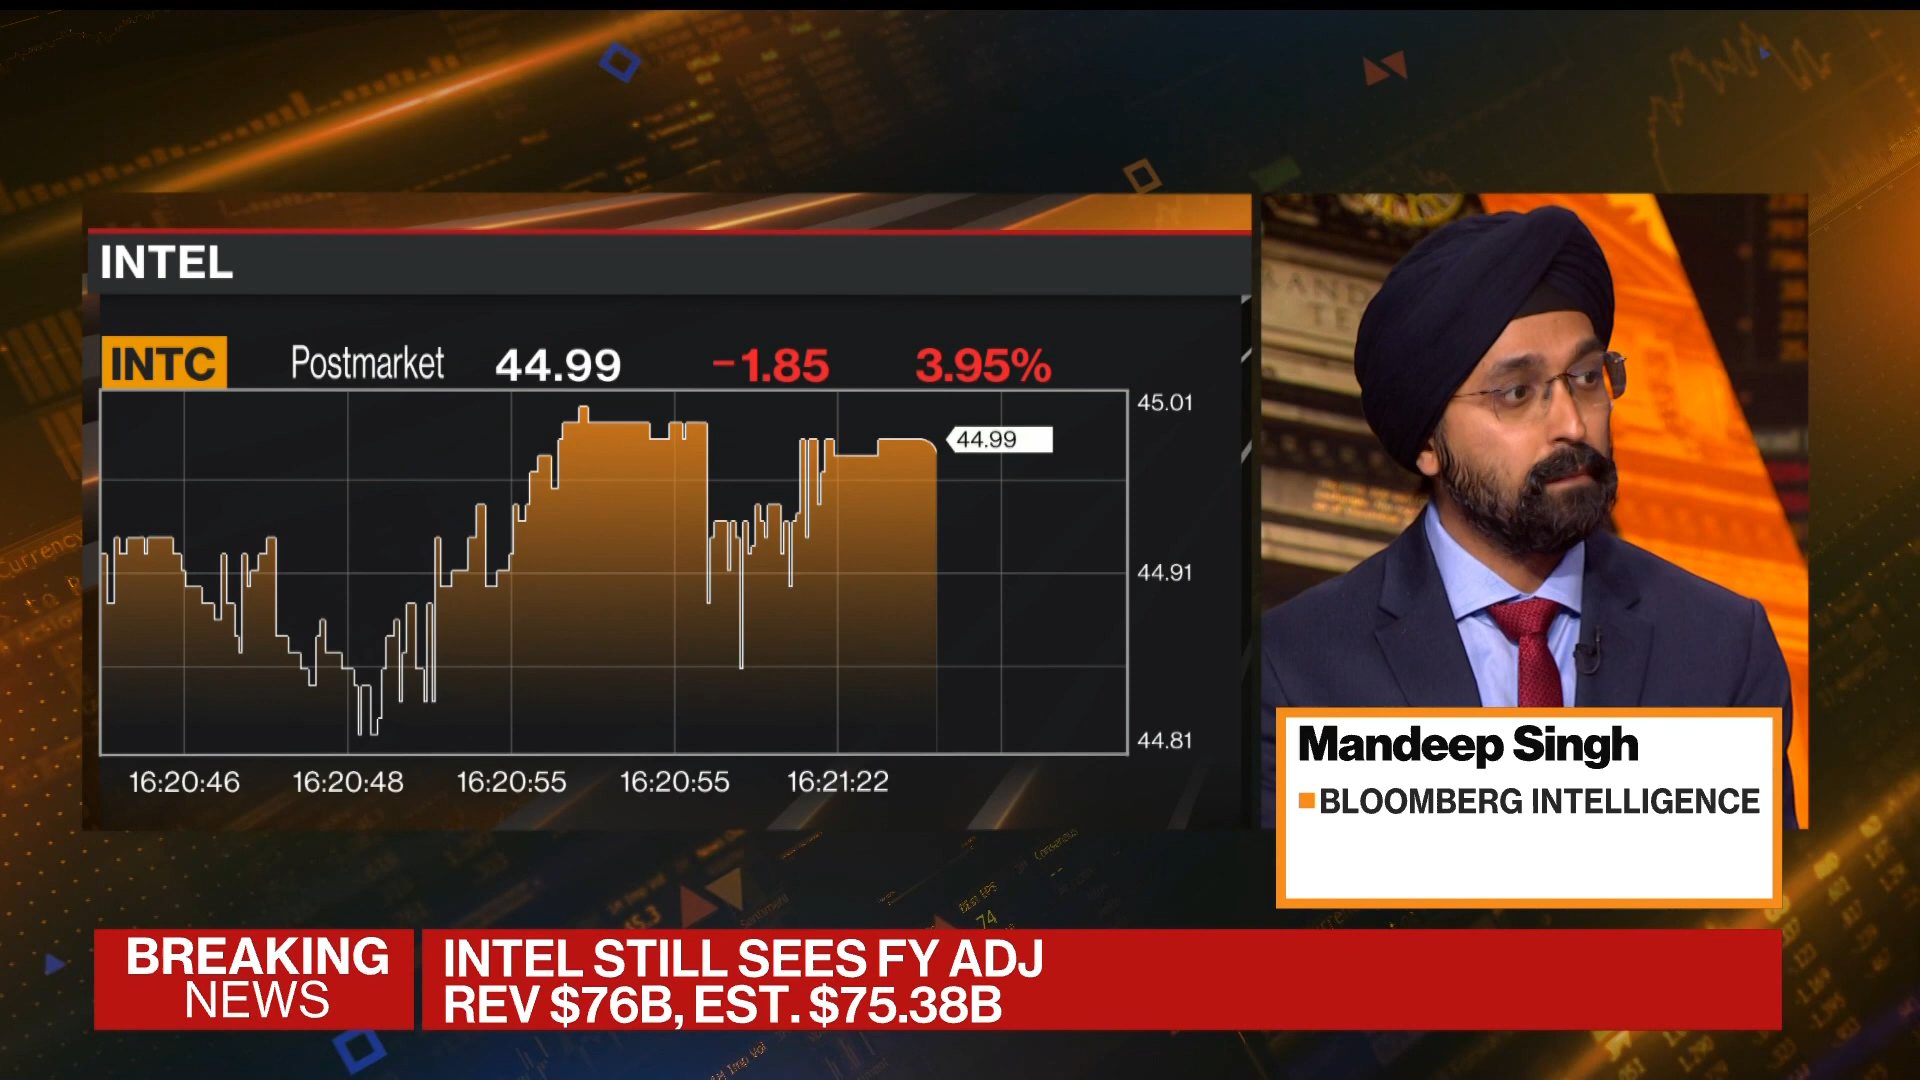 INTEL
INTC Postmarket 44.99 −1.85 3.95%
45.01
44.99
44.91
44.81
16:20:46 16:20:48 16:20:55 16:20:55 16:21:22
Mandeep Singh
BLOOMBERG INTELLIGENCE
BREAKING
NEWS
INTEL STILL SEES FY ADJ
REV $76B, EST. $75.38B